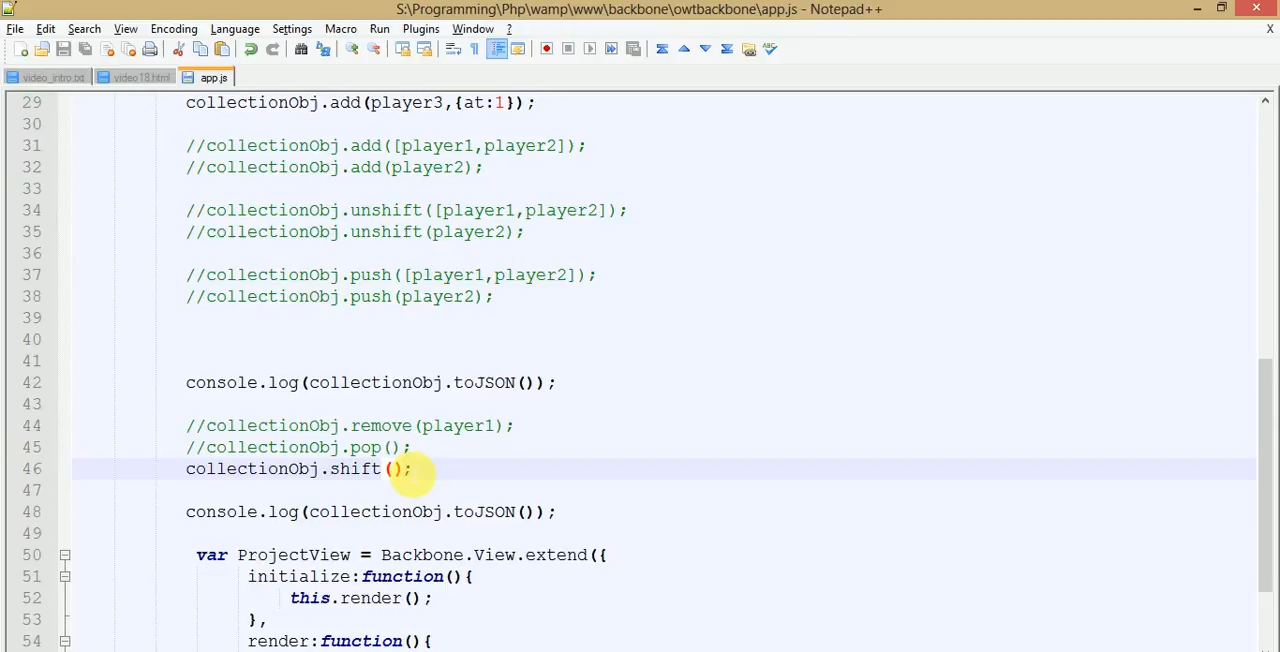 S:\Programming\Php\wamp\www\backbone\owtbackbone\app.js - Notepad++
File Edit Search View Encoding Language Settings Macro Run Plugins Window ? X
video_intro.txt video18.html app.js
29 collectionObj.add(player3,{at:1});
30
31 //collectionObj.add([player1,player2]);
32 //collectionObj.add(player2);
33
34 //collectionObj.unshift([player1,player2]);
35 //collectionObj.unshift(player2);
36
37 //collectionObj.push([player1,player2]);
38 //collectionObj.push(player2);
39
40
41
42 console.log(collectionObj.toJSON());
43
44 //collectionObj.remove(player1);
45 //collectionObj.pop();
46 collectionObj.shift();
47
48 console.log(collectionObj.toJSON());
49
50 var ProjectView = Backbone.View.extend({
51 initialize:function(){
52 this.render();
53 },
54 render:function(){